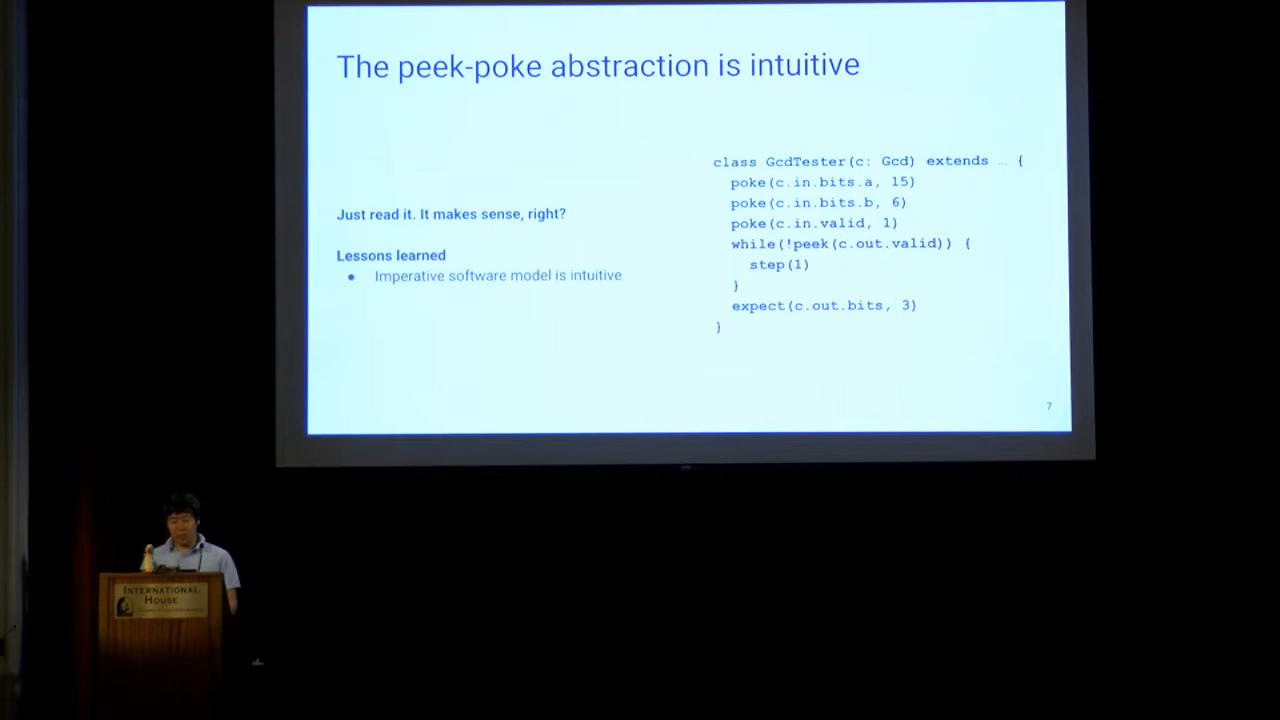 The peek-poke abstraction is intuitive
Just read it. It makes sense, right?
Lessons learned
● Imperative software model is intuitive
class GcdTester(c: Gcd) extends … {
poke(c.in.bits.a, 15)
poke(c.in.bits.b, 6)
poke(c.in.valid, 1)
while(!peek(c.out.valid)) {
step(1)
}
expect(c.out.bits, 3)
}
7
INTERNATIONAL
HOUSE